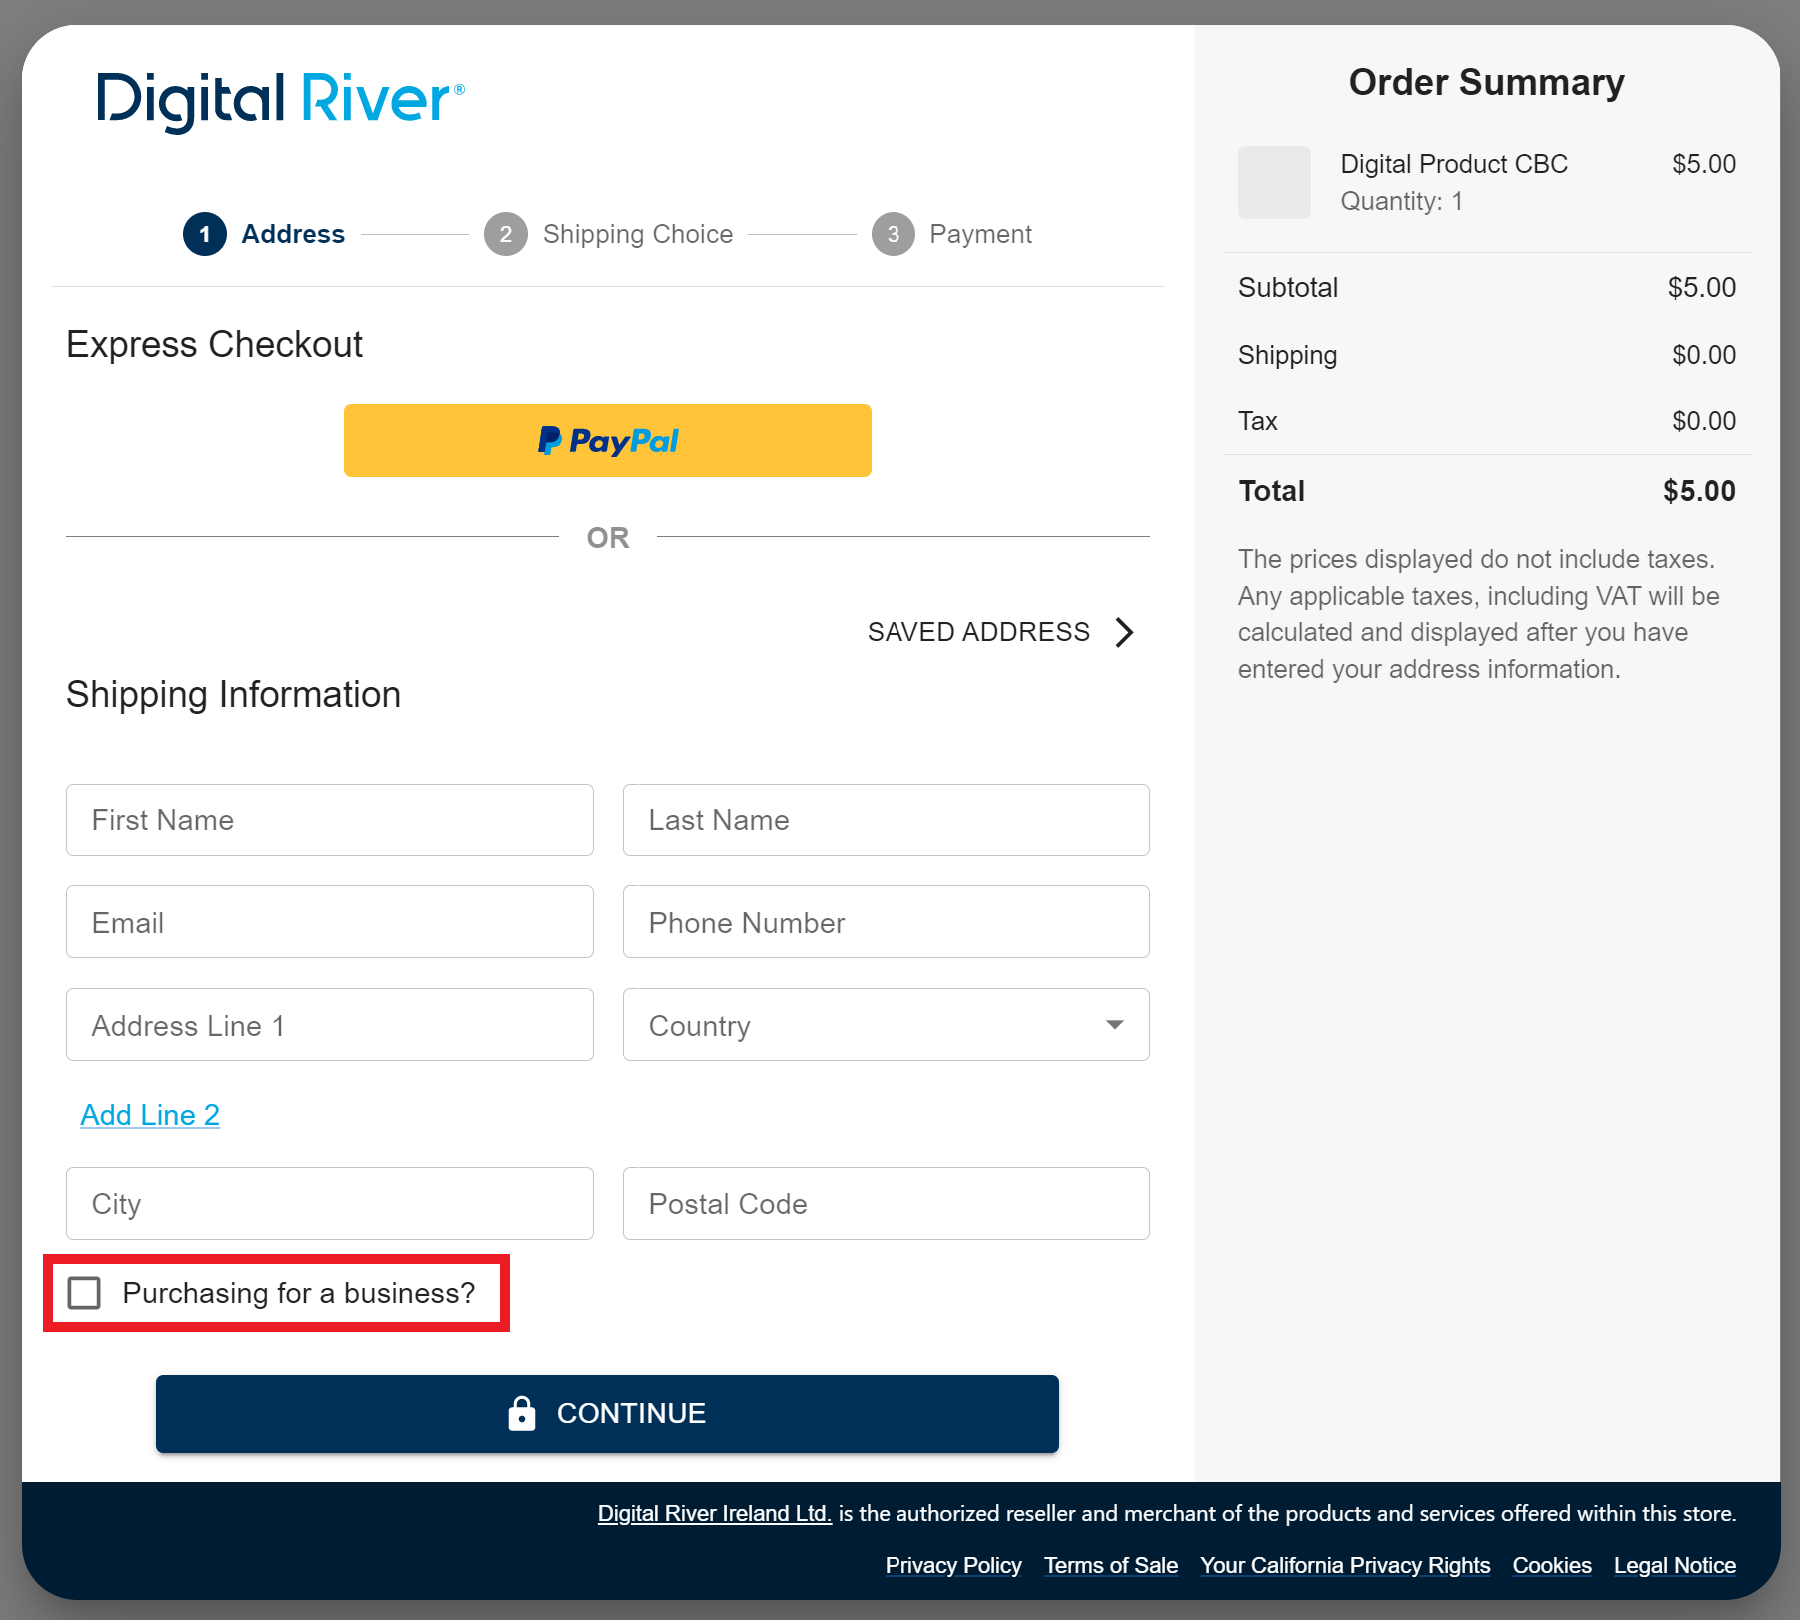 Digital River®
1 Address 2 Shipping Choice 3 Payment
Express Checkout
PayPal
OR
SAVED ADDRESS
Shipping Information
First Name Last Name
Email Phone Number
Address Line 1 Country
Add Line 2
City Postal Code
Purchasing for a business?
CONTINUE
Order Summary
Digital Product CBC $5.00
Quantity: 1
Subtotal $5.00
Shipping $0.00
Tax $0.00
Total $5.00
The prices displayed do not include taxes.
Any applicable taxes, including VAT will be
calculated and displayed after you have
entered your address information.
Digital River Ireland Ltd. is the authorized reseller and merchant of the products and services offered within this store.
Privacy Policy Terms of Sale Your California Privacy Rights Cookies Legal Notice